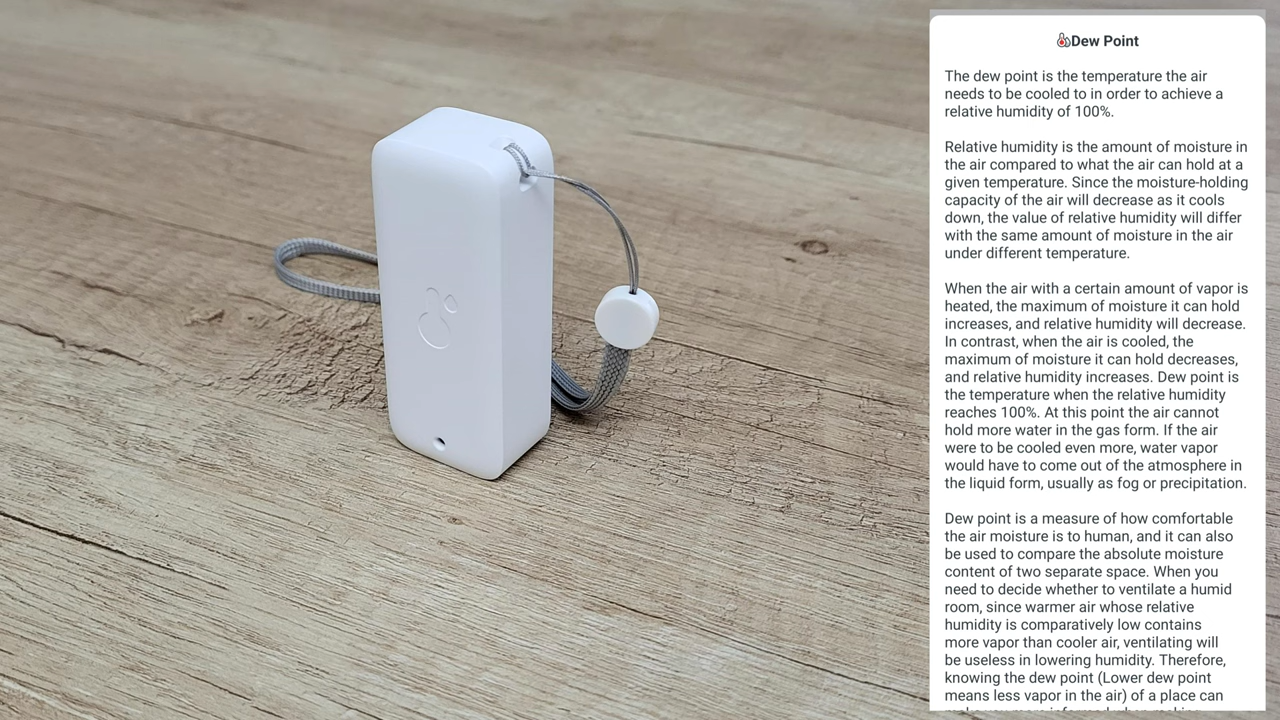 Dew Point
The dew point is the temperature the air
needs to be cooled to in order to achieve a
relative humidity of 100%.
Relative humidity is the amount of moisture in
the air compared to what the air can hold at a
given temperature. Since the moisture-holding
capacity of the air will decrease as it cools
down, the value of relative humidity will differ
with the same amount of moisture in the air
under different temperature.
When the air with a certain amount of vapor is
heated, the maximum of moisture it can hold
increases, and relative humidity will decrease.
In contrast, when the air is cooled, the
maximum of moisture it can hold decreases,
and relative humidity increases. Dew point is
the temperature when the relative humidity
reaches 100%. At this point the air cannot
hold more water in the gas form. If the air
were to be cooled even more, water vapor
would have to come out of the atmosphere in
the liquid form, usually as fog or precipitation.
Dew point is a measure of how comfortable
the air moisture is to human, and it can also
be used to compare the absolute moisture
content of two separate space. When you
need to decide whether to ventilate a humid
room, since warmer air whose relative
humidity is comparatively low contains
more vapor than cooler air, ventilating will
be useless in lowering humidity. Therefore,
knowing the dew point (Lower dew point
means less vapor in the air) of a place can